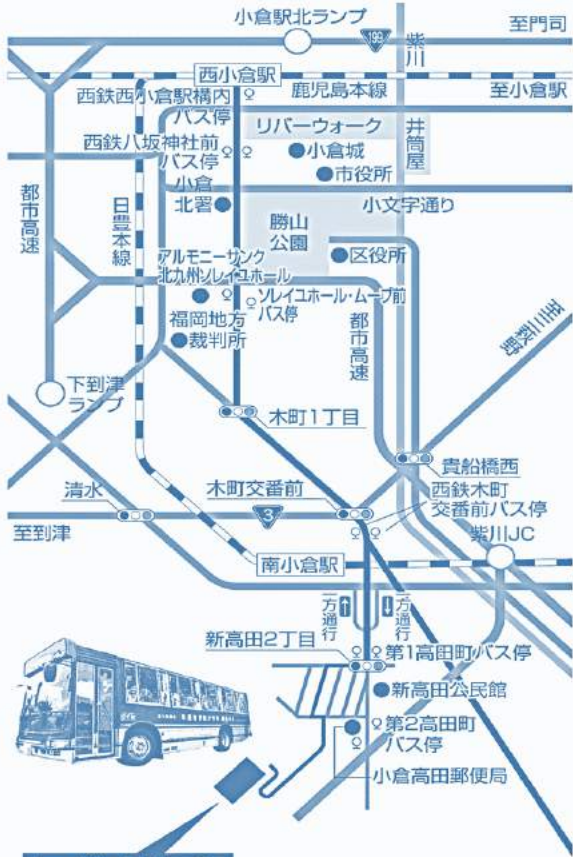 小倉駅北ランプ
199
紫川
至門司
西小倉駅
鹿児島本線
至小倉駅
西鉄西小倉駅構内
バス停
リバーウォーク
井筒屋
西鉄八坂神社前
バス停
小倉城
市役所
小倉
北署
小文字通り
都市高速
日豊本線
勝山
公園
区役所
アルモニーサンク
北九州ソレイユホール
ソレイユホール・ムーブ前
バス停
福岡地方
裁判所
都市高速
至三萩野
下到津
ランプ
木町1丁目
貴船橋西
清水
木町交番前
西鉄木町
交番前バス停
3
至到津
紫川JC
南小倉駅
一方通行
一方通行
新高田2丁目
第1高田町バス停
新高田公民館
第2高田町
バス停
小倉高田郵便局